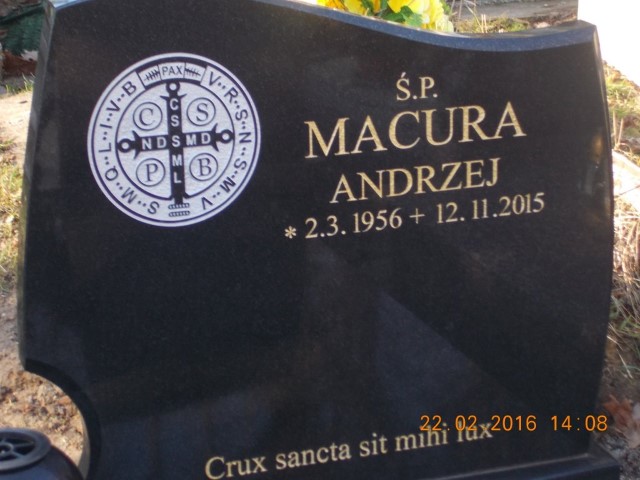 Ś.P.
MACURA
ANDRZEJ
* 2.3.1956 + 12.11.2015
PAX
V·R·S·N·S·M·V··S··M··Q··L·I·V·B
C S
C
S
S
N D S M D
M
L
P B
Crux sancta sit mihi lux
22.02.2016 14:08